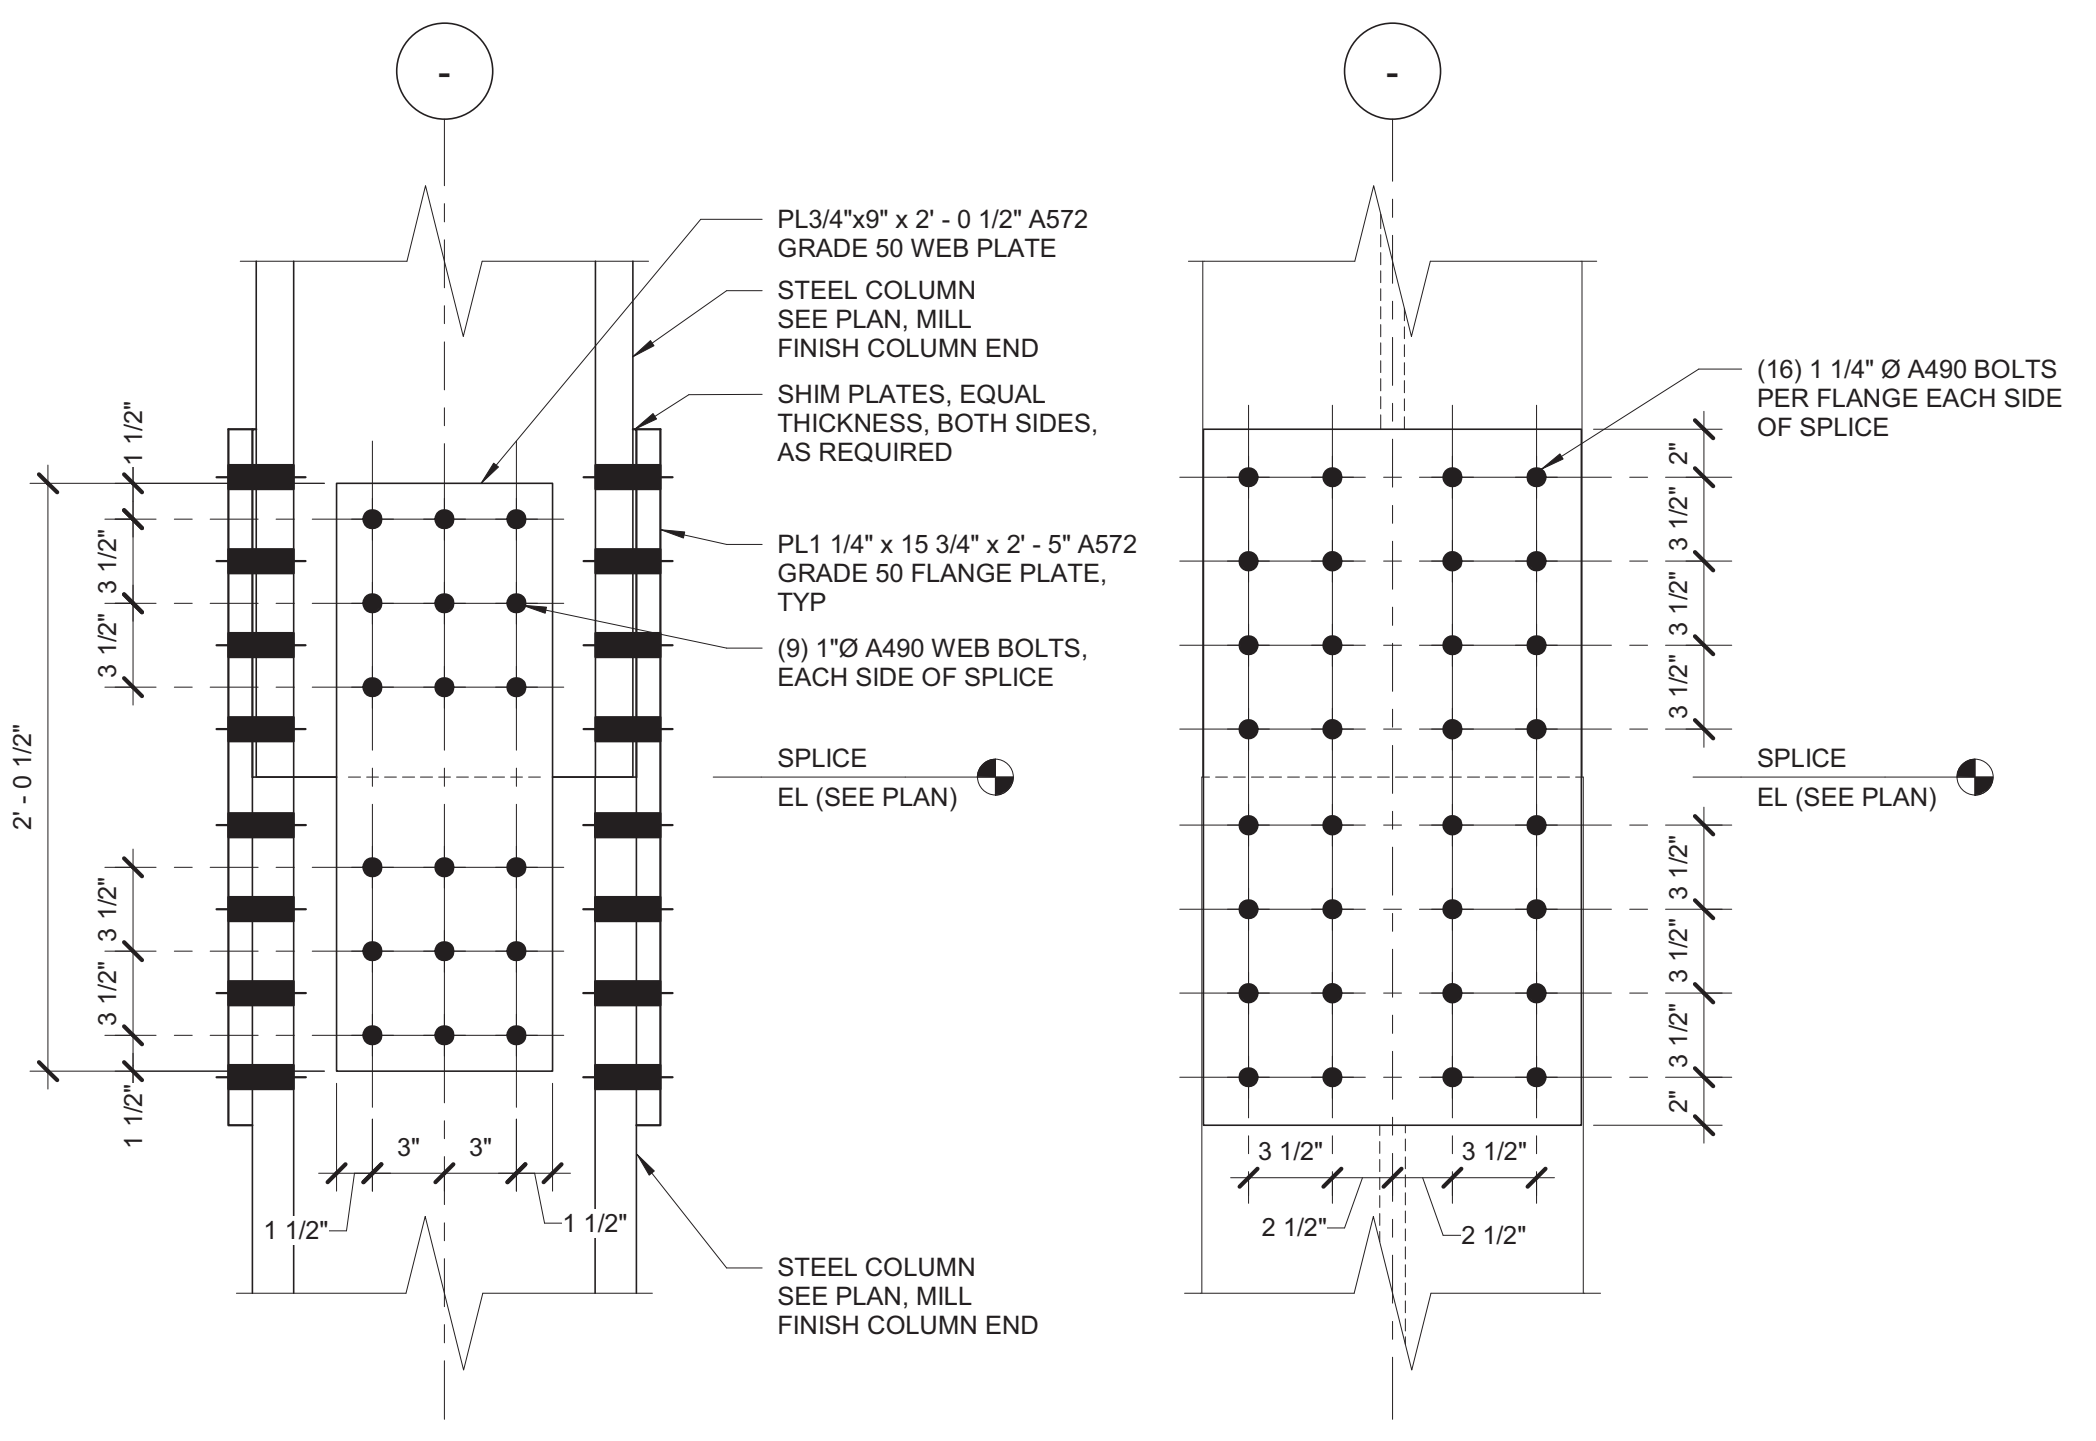 -
-
PL3/4"x9" x 2' - 0 1/2" A572
GRADE 50 WEB PLATE
STEEL COLUMN
SEE PLAN, MILL
FINISH COLUMN END
SHIM PLATES, EQUAL
THICKNESS, BOTH SIDES,
AS REQUIRED
PL1 1/4" x 15 3/4" x 2' - 5" A572
GRADE 50 FLANGE PLATE,
TYP
(9) 1"Ø A490 WEB BOLTS,
EACH SIDE OF SPLICE
SPLICE
EL (SEE PLAN)
STEEL COLUMN
SEE PLAN, MILL
FINISH COLUMN END
1 1/2"
3 1/2"
3 1/2"
2' - 0 1/2"
3 1/2"
3 1/2"
1 1/2"
3"
3"
1 1/2"
1 1/2"
(16) 1 1/4" Ø A490 BOLTS
PER FLANGE EACH SIDE
OF SPLICE
2"
3 1/2"
3 1/2"
3 1/2"
SPLICE
EL (SEE PLAN)
3 1/2"
3 1/2"
3 1/2"
2"
3 1/2"
3 1/2"
2 1/2"
2 1/2"